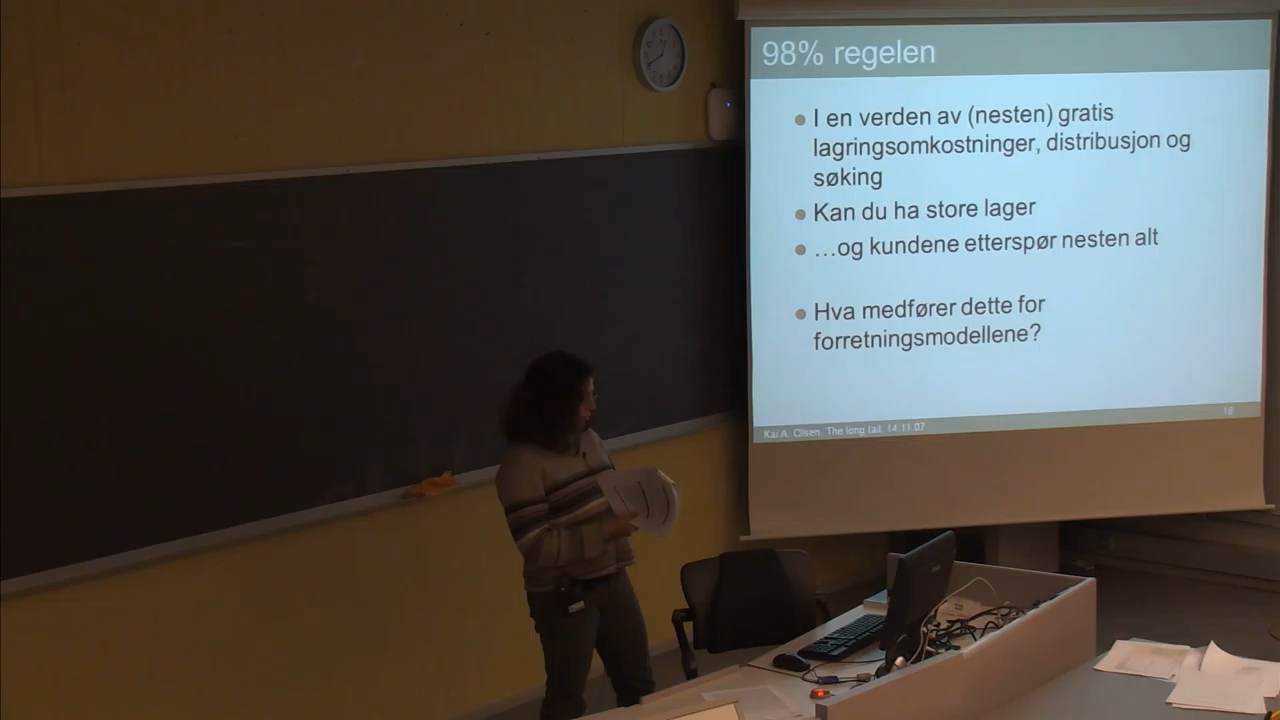 98% regelen
I en verden av (nesten) gratis
lagringsomkostninger, distribusjon og
søking
Kan du ha store lager
…og kundene etterspør nesten alt
Hva medfører dette for
forretningsmodellene?
Kai A. Olsen. The long tail. 14.11.07